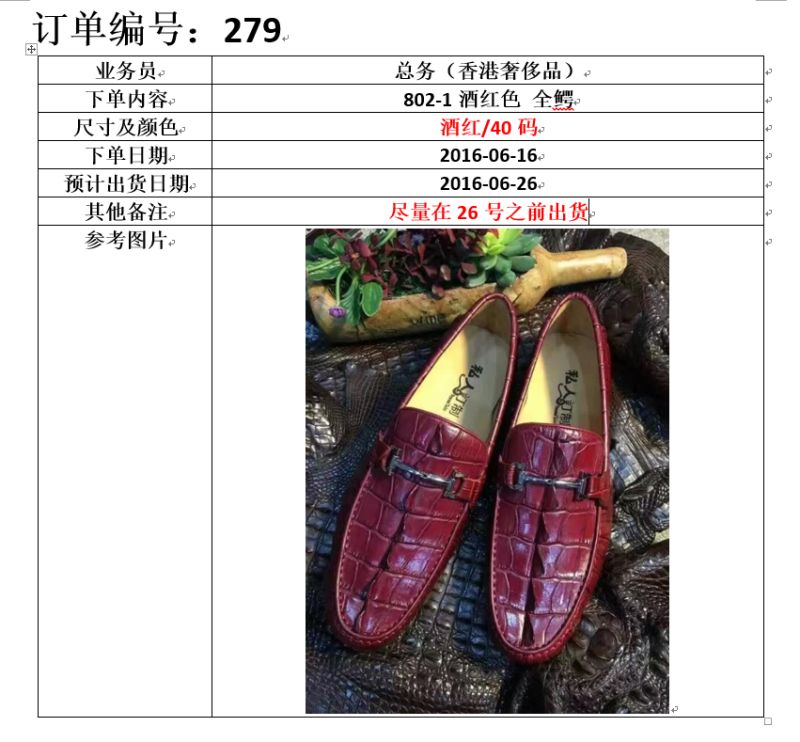 订单编号：279
业务员 总务（香港奢侈品）
下单内容 802-1 酒红色 全鳄
尺寸及颜色 酒红/40 码
下单日期 2016-06-16
预计出货日期 2016-06-26
其他备注 尽量在 26 号之前出货
参考图片
私人订制
私人订制